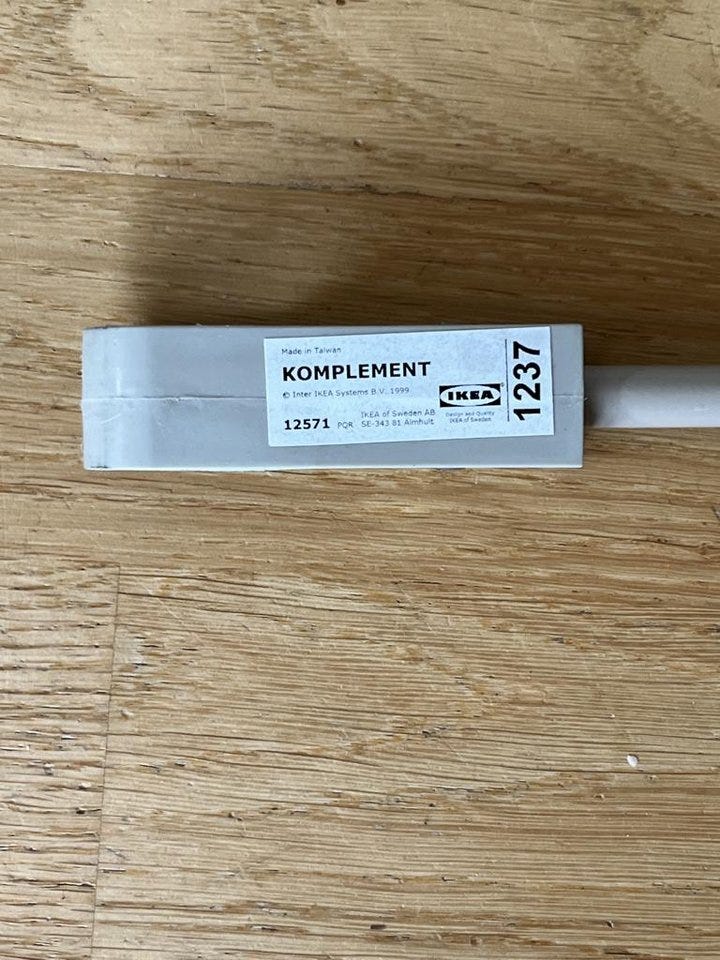 Made in Taiwan
KOMPLEMENT
© Inter IKEA Systems B.V. 1999
12571 PQR IKEA of Sweden AB
SE-343 81 Älmhult
IKEA®
Design and Quality
IKEA of Sweden
1237